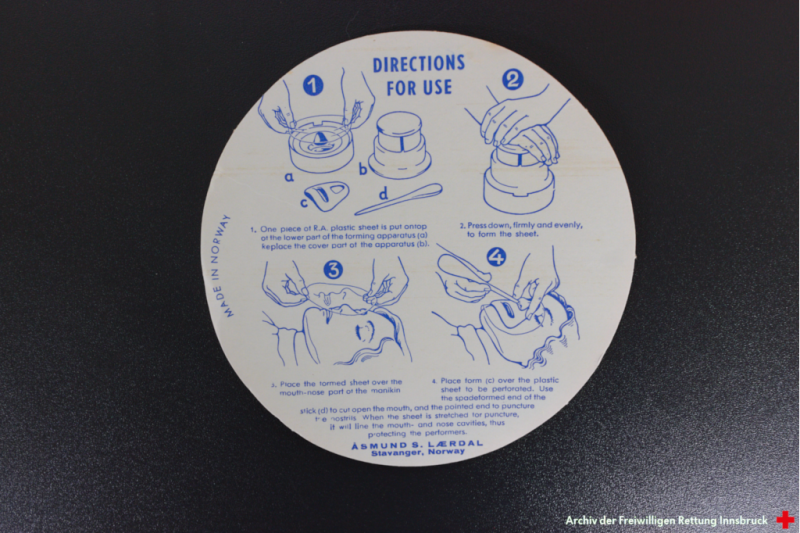 DIRECTIONS
FOR USE
1
2
a
b
c
d
1. One piece of R.A. plastic sheet is put ontop
of the lower part of the forming apparatus (a)
Replace the cover part of the apparatus (b).
2. Press down, firmly and evenly,
to form the sheet.
MADE IN NORWAY
3
4
3. Place the formed sheet over the
mouth-nose part of the manikin
4. Place form (c) over the plastic
sheet to be perforated. Use
the spadeformed end of the
stick (d) to cut open the mouth, and the pointed end to puncture
the nostrils. When the sheet is stretched for puncture,
it will line the mouth- and nose cavities, thus
protecting the performers.
ÅSMUND S. LÆRDAL
Stavanger, Norway
Archiv der Freiwilligen Rettung Innsbruck